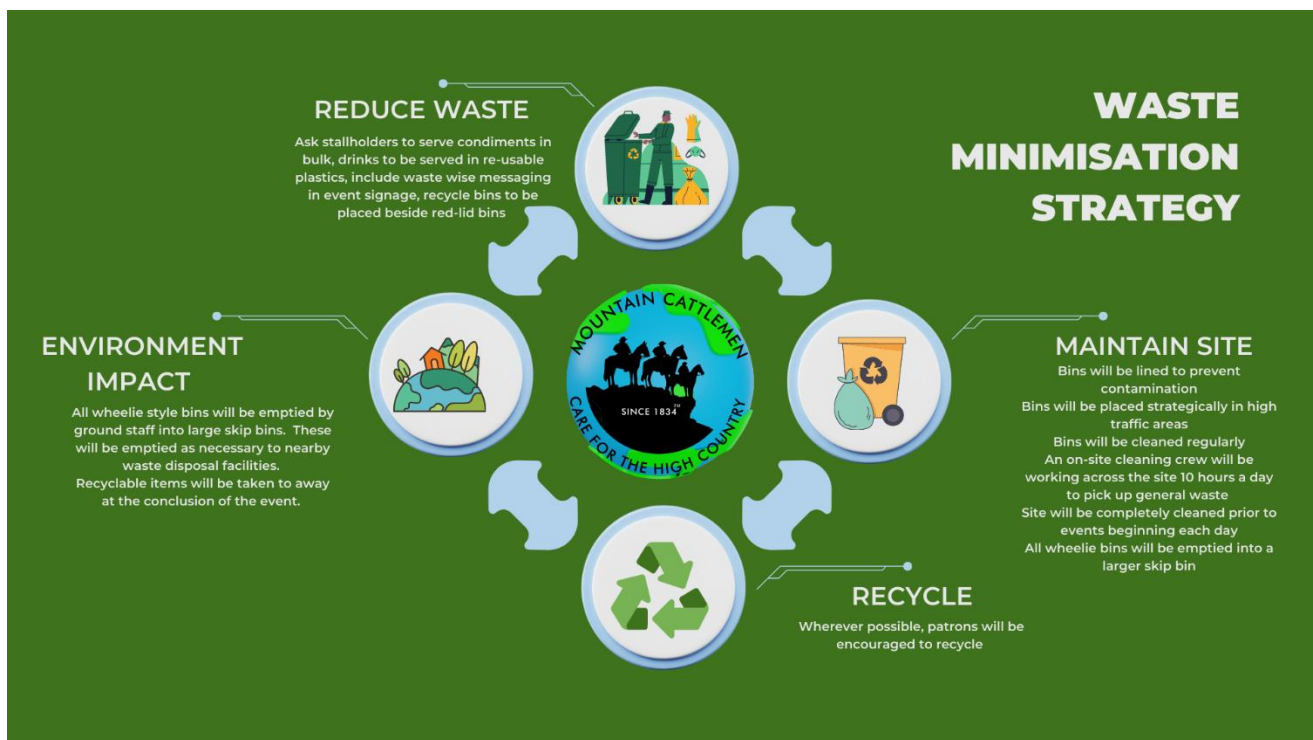 WASTE
MINIMISATION
STRATEGY
REDUCE WASTE
Ask stallholders to serve condiments in
bulk, drinks to be served in re-usable
plastics, include waste wise messaging
in event signage, recycle bins to be
placed beside red-lid bins
ENVIRONMENT
IMPACT
All wheelie style bins will be emptied by
ground staff into large skip bins. These
will be emptied as necessary to nearby
waste disposal facilities.
Recyclable items will be taken to away
at the conclusion of the event.
MOUNTAIN CATTLEMEN
SINCE 1834™
CARE FOR THE HIGH COUNTRY
MAINTAIN SITE
Bins will be lined to prevent
contamination
Bins will be placed strategically in high
traffic areas
Bins will be cleaned regularly
An on-site cleaning crew will be
working across the site 10 hours a day
to pick up general waste
Site will be completely cleaned prior to
events beginning each day
All wheelie bins will be emptied into a
larger skip bin
RECYCLE
Wherever possible, patrons will be
encouraged to recycle